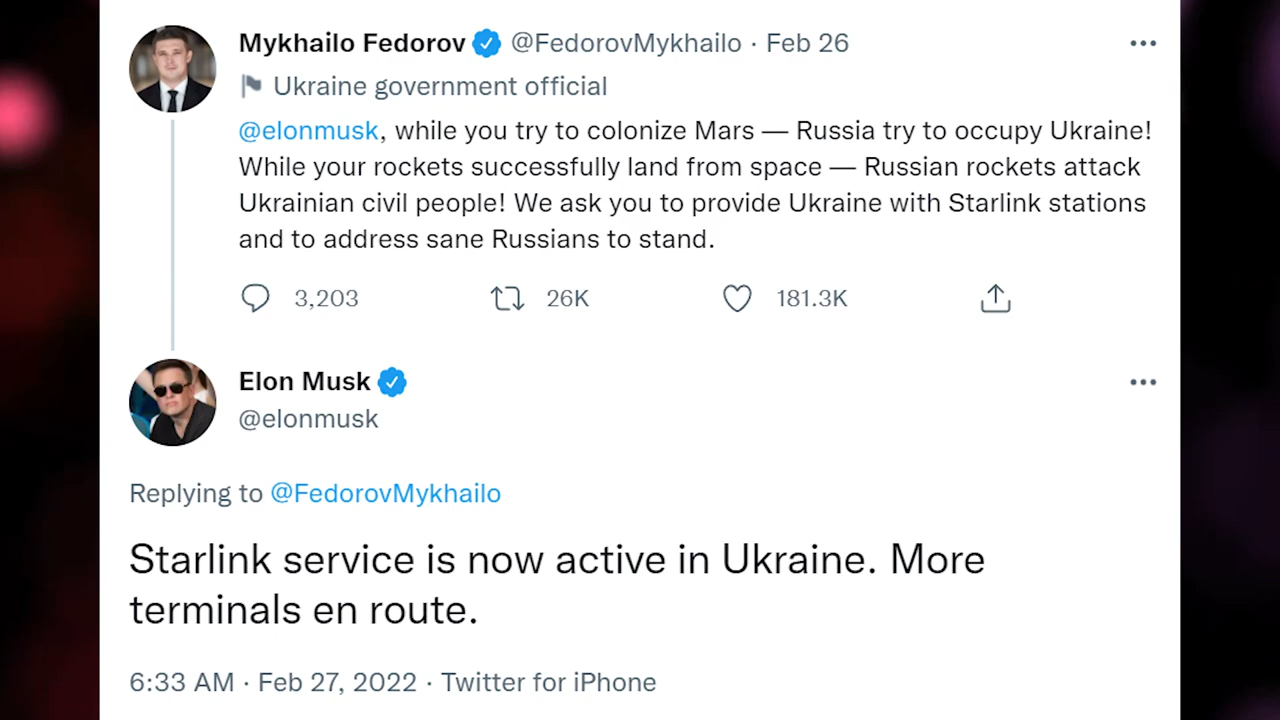 Mykhailo Fedorov @FedorovMykhailo · Feb 26
Ukraine government official
@elonmusk, while you try to colonize Mars — Russia try to occupy Ukraine!
While your rockets successfully land from space — Russian rockets attack
Ukrainian civil people! We ask you to provide Ukraine with Starlink stations
and to address sane Russians to stand.
3,203 26K 181.3K
Elon Musk
@elonmusk
Replying to @FedorovMykhailo
Starlink service is now active in Ukraine. More
terminals en route.
6:33 AM · Feb 27, 2022 · Twitter for iPhone